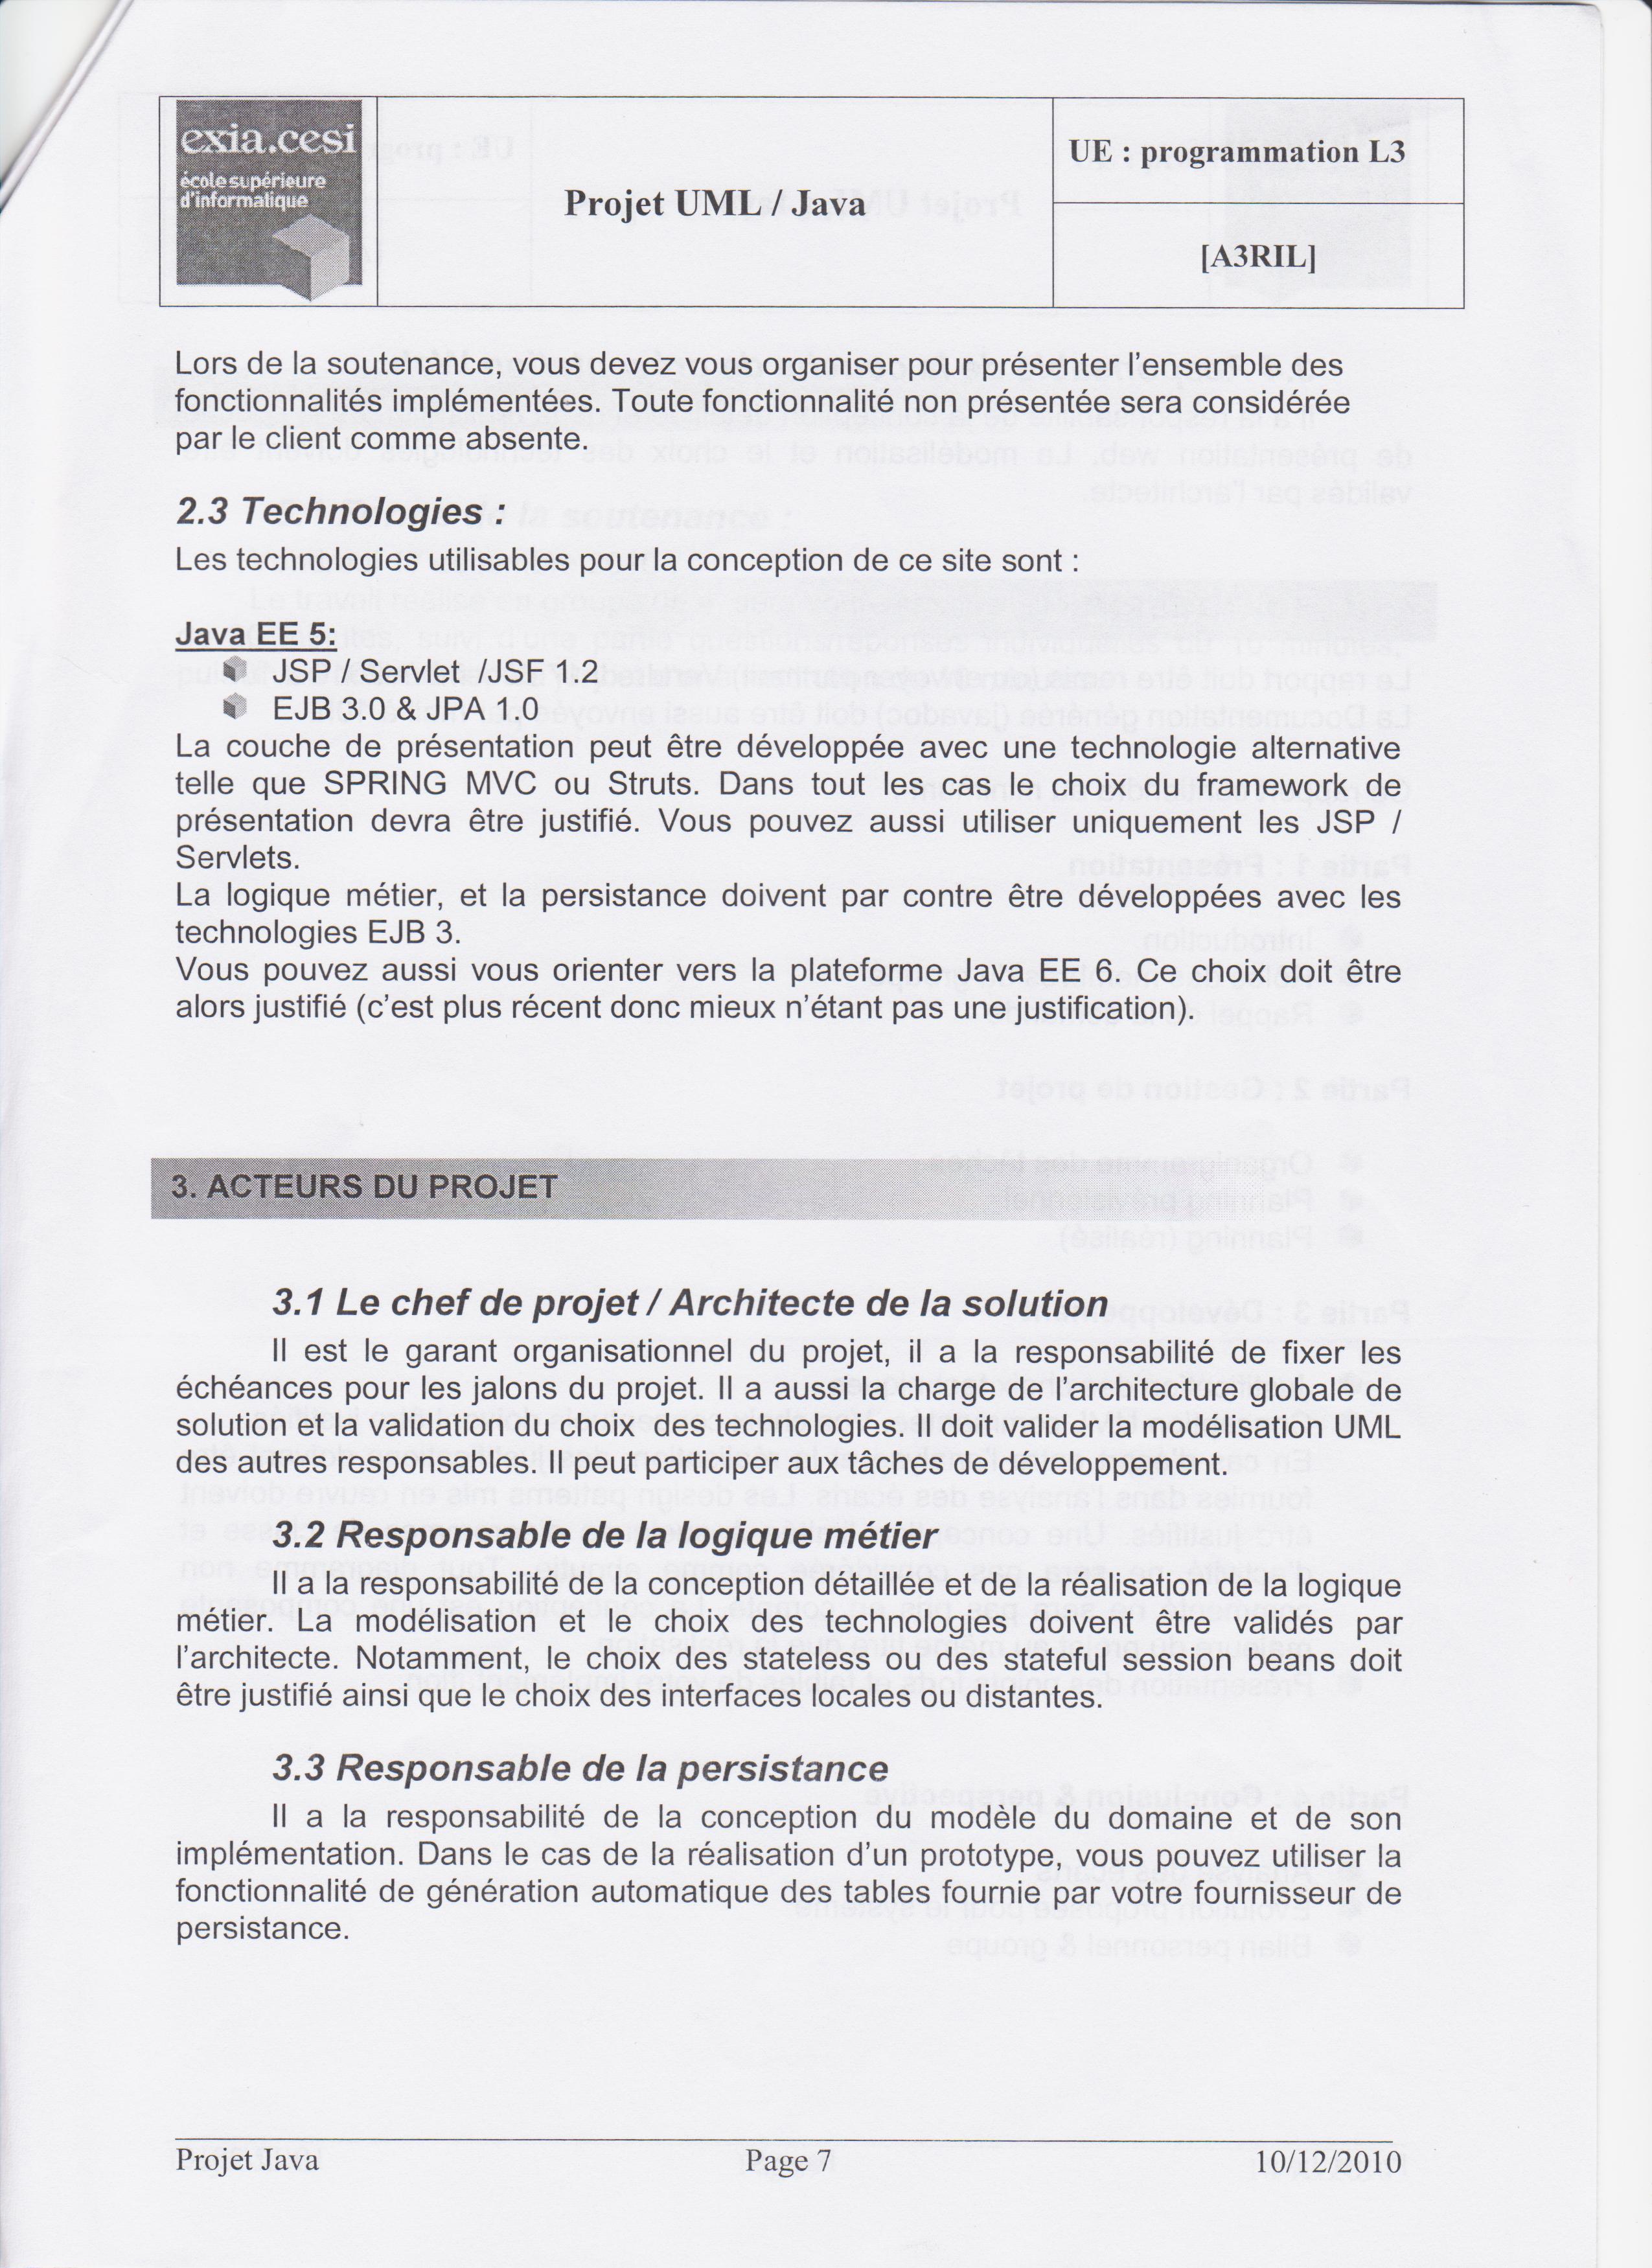 exia.cesi
école supérieure
d'informatique
Projet UML / Java
UE : programmation L3
[A3RIL]
Lors de la soutenance, vous devez vous organiser pour présenter l'ensemble des
fonctionnalités implémentées. Toute fonctionnalité non présentée sera considérée
par le client comme absente.
2.3 Technologies :
Les technologies utilisables pour la conception de ce site sont :
Java EE 5:
JSP / Servlet /JSF 1.2
EJB 3.0 & JPA 1.0
La couche de présentation peut être développée avec une technologie alternative
telle que SPRING MVC ou Struts. Dans tout les cas le choix du framework de
présentation devra être justifié. Vous pouvez aussi utiliser uniquement les JSP /
Servlets.
La logique métier, et la persistance doivent par contre être développées avec les
technologies EJB 3.
Vous pouvez aussi vous orienter vers la plateforme Java EE 6. Ce choix doit être
alors justifié (c'est plus récent donc mieux n'étant pas une justification).
3. ACTEURS DU PROJET
3.1 Le chef de projet / Architecte de la solution
Il est le garant organisationnel du projet, il a la responsabilité de fixer les
échéances pour les jalons du projet. Il a aussi la charge de l'architecture globale de
solution et la validation du choix des technologies. Il doit valider la modélisation UML
des autres responsables. Il peut participer aux tâches de développement.
3.2 Responsable de la logique métier
Il a la responsabilité de la conception détaillée et de la réalisation de la logique
métier. La modélisation et le choix des technologies doivent être validés par
l'architecte. Notamment, le choix des stateless ou des stateful session beans doit
être justifié ainsi que le choix des interfaces locales ou distantes.
3.3 Responsable de la persistance
Il a la responsabilité de la conception du modèle du domaine et de son
implémentation. Dans le cas de la réalisation d'un prototype, vous pouvez utiliser la
fonctionnalité de génération automatique des tables fournie par votre fournisseur de
persistance.
Projet Java
Page 7
10/12/2010